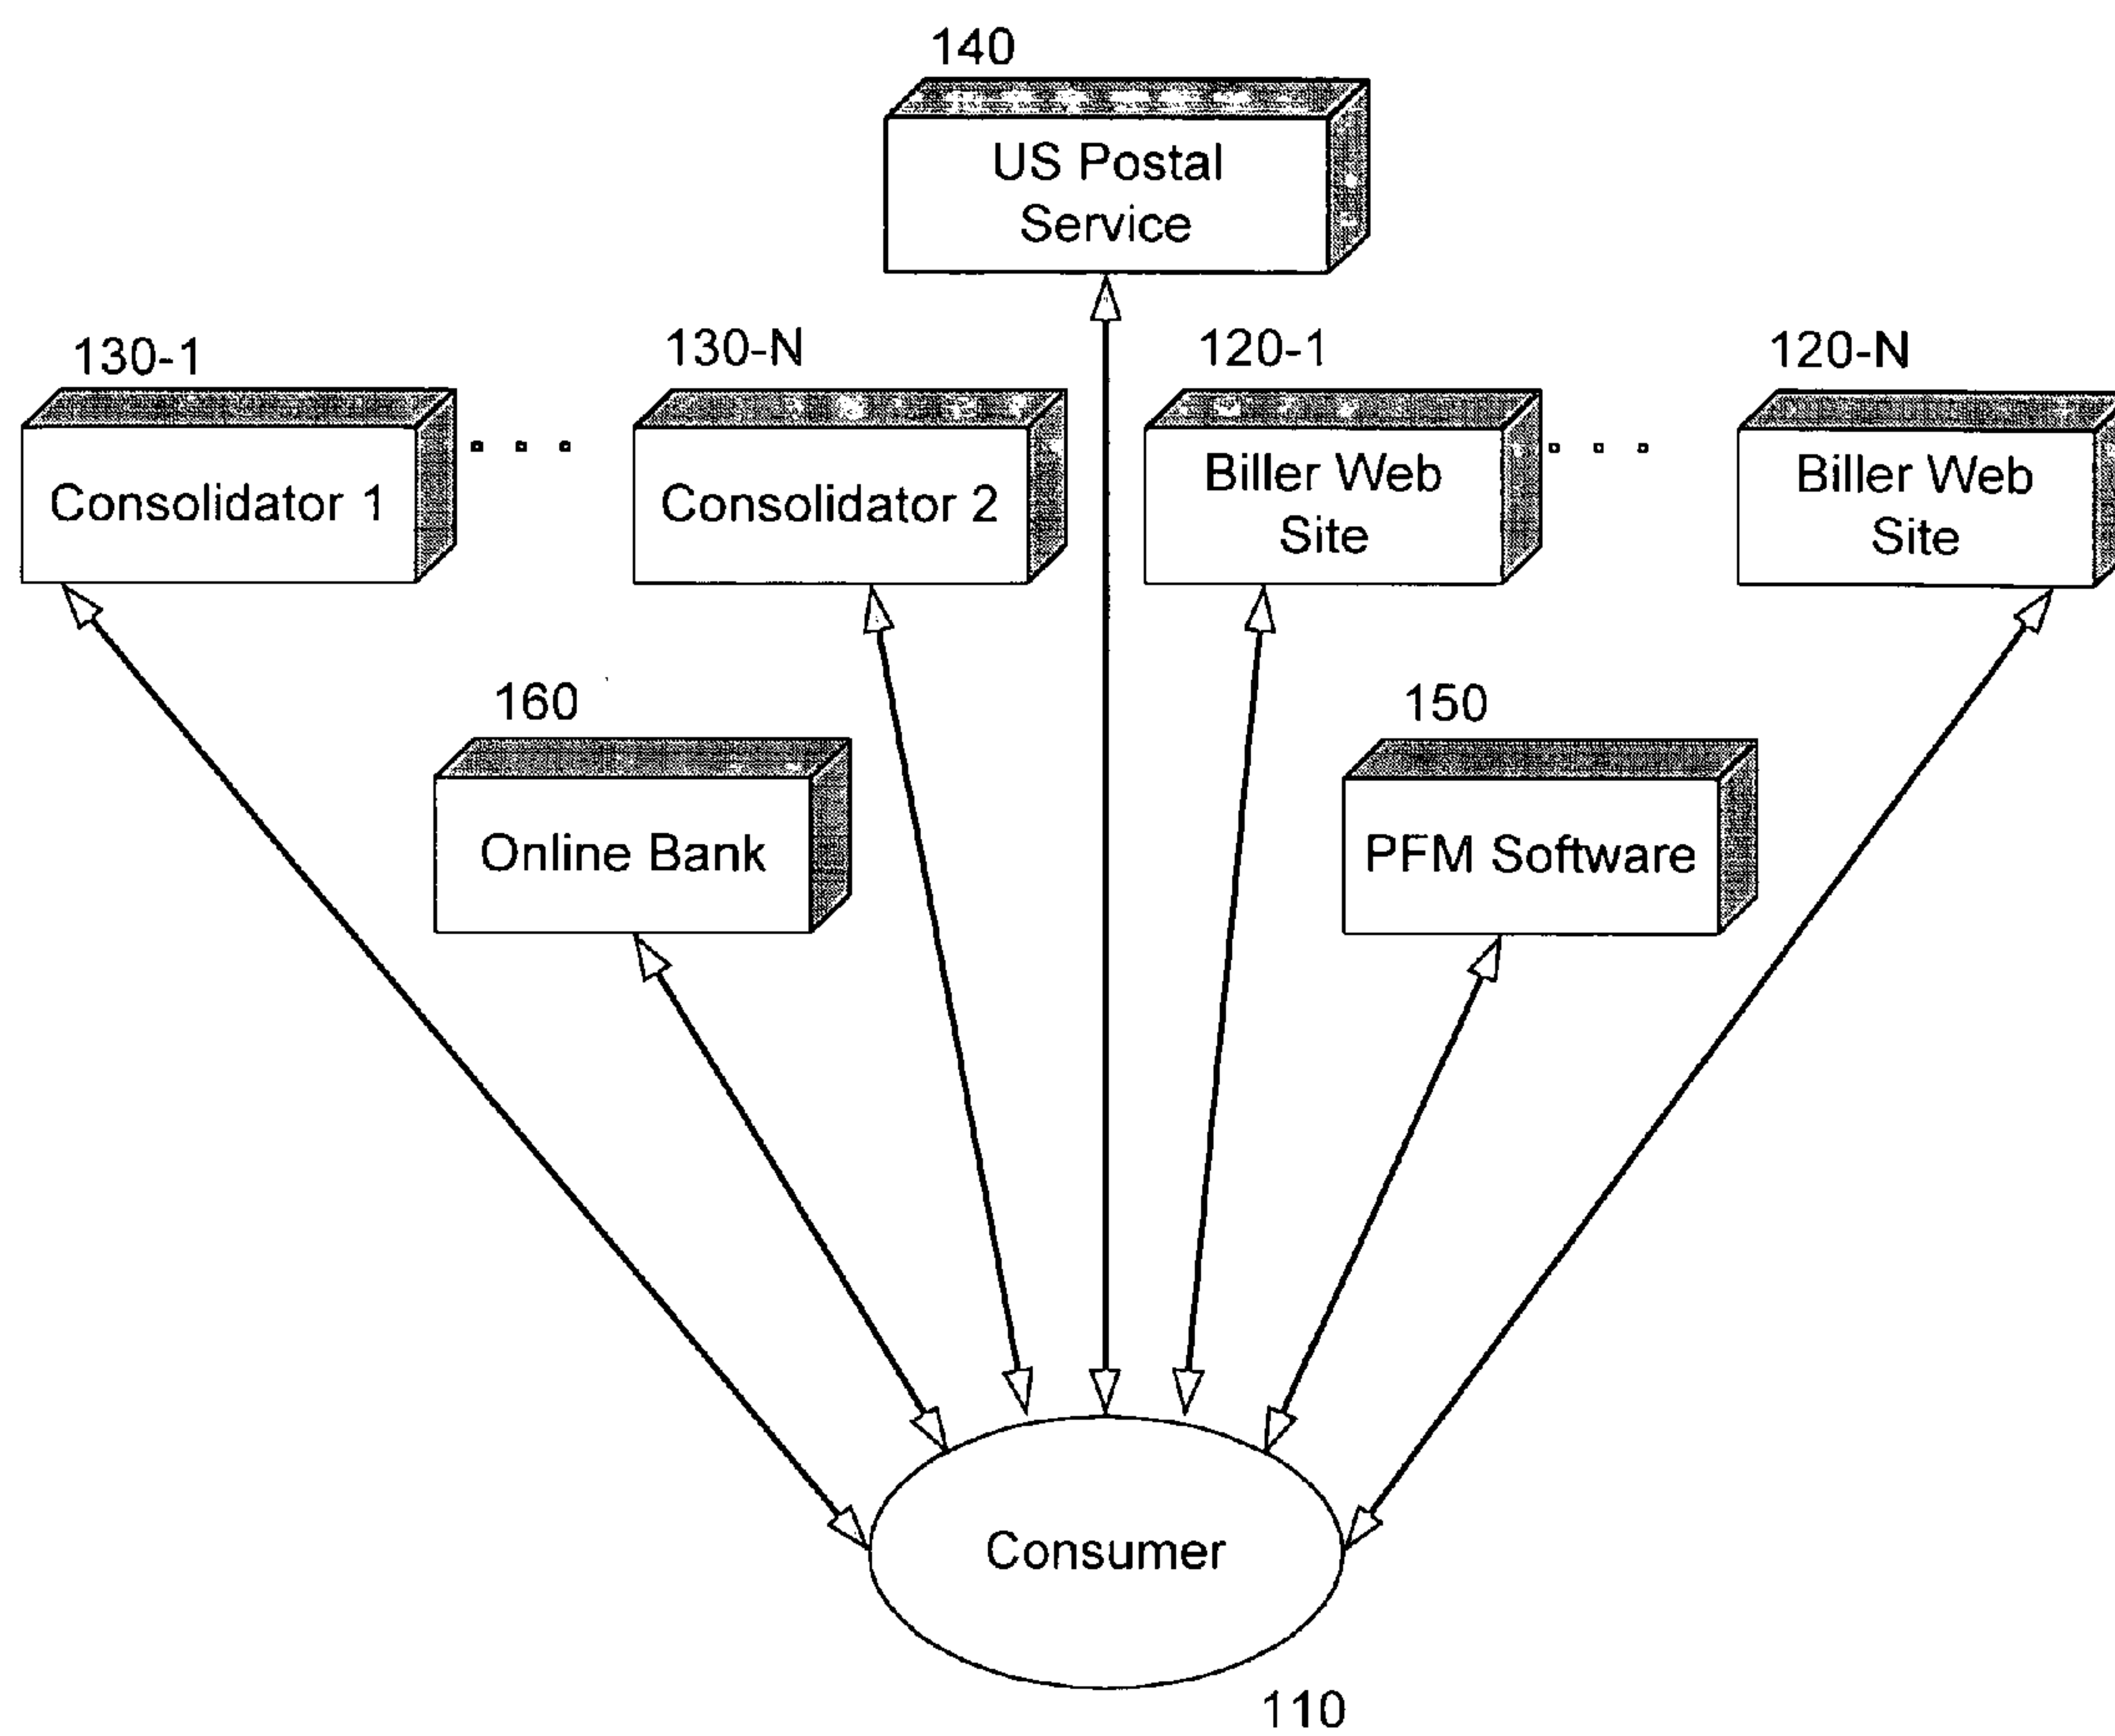 140
US Postal
Service
130-1
130-N
120-1
120-N
Consolidator 1
Consolidator 2
Biller Web
Site
Biller Web
Site
160
150
Online Bank
PFM Software
Consumer
110